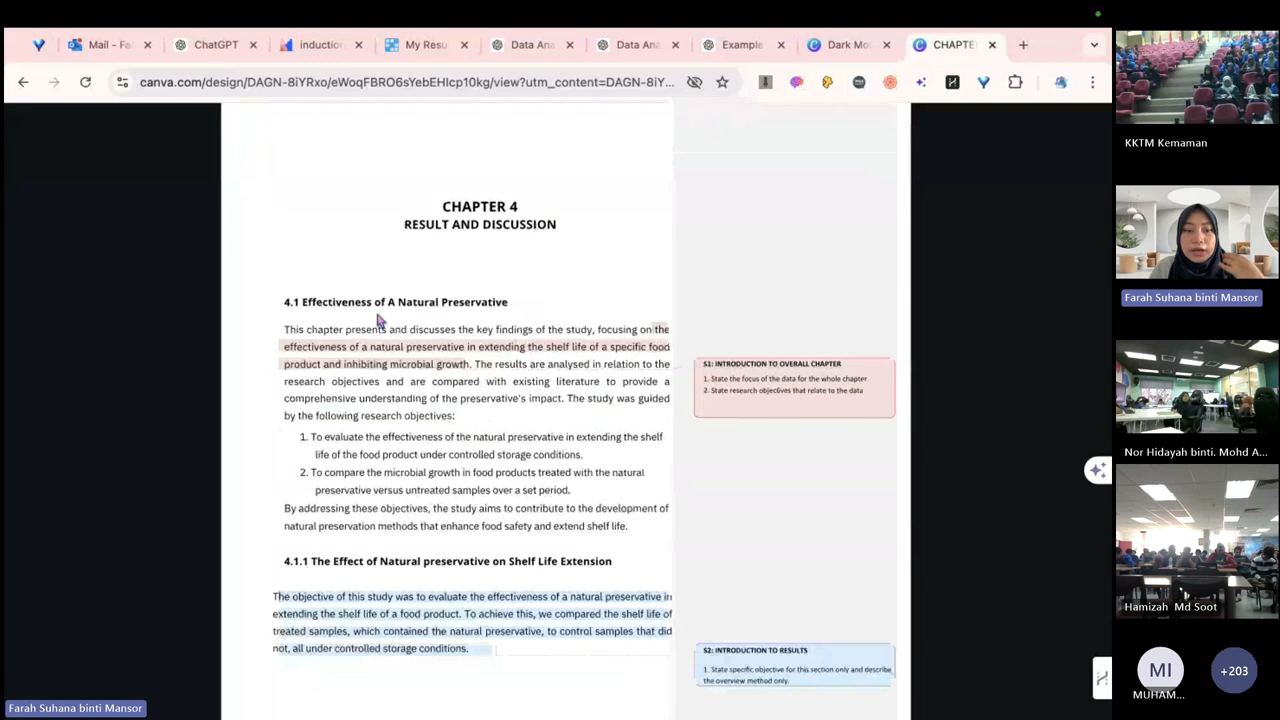 Mail - Fa
ChatGPT
induction
My Resu
Data Ana
Data Ana
Example
Dark Mo
CHAPTE
canva.com/design/DAGN-8iYRxo/eWoqFBRO6sYebEHIcp10kg/view?utm_content=DAGN-8iY...
CHAPTER 4
RESULT AND DISCUSSION
4.1 Effectiveness of A Natural Preservative
This chapter presents and discusses the key findings of the study, focusing on the
effectiveness of a natural preservative in extending the shelf life of a specific food
product and inhibiting microbial growth. The results are analysed in relation to the
research objectives and are compared with existing literature to provide a
comprehensive understanding of the preservative's impact. The study was guided
by the following research objectives:
1. To evaluate the effectiveness of the natural preservative in extending the shelf
life of the food product under controlled storage conditions.
2. To compare the microbial growth in food products treated with the natural
preservative versus untreated samples over a set period.
By addressing these objectives, the study aims to contribute to the development of
natural preservation methods that enhance food safety and extend shelf life.
4.1.1 The Effect of Natural preservative on Shelf Life Extension
The objective of this study was to evaluate the effectiveness of a natural preservative in
extending the shelf life of a food product. To achieve this, we compared the shelf life of
treated samples, which contained the natural preservative, to control samples that did
not, all under controlled storage conditions.
S1: INTRODUCTION TO OVERALL CHAPTER
1. State the focus of the data for the whole chapter
2. State research objectives that relate to the data
S2: INTRODUCTION TO RESULTS
1. State specific objective for this section only and describe
the overview method only.
KKTM Kemaman
Farah Suhana binti Mansor
Nor Hidayah binti. Mohd A...
Hamizah Md Soot
MI
MUHAM...
+203
Farah Suhana binti Mansor